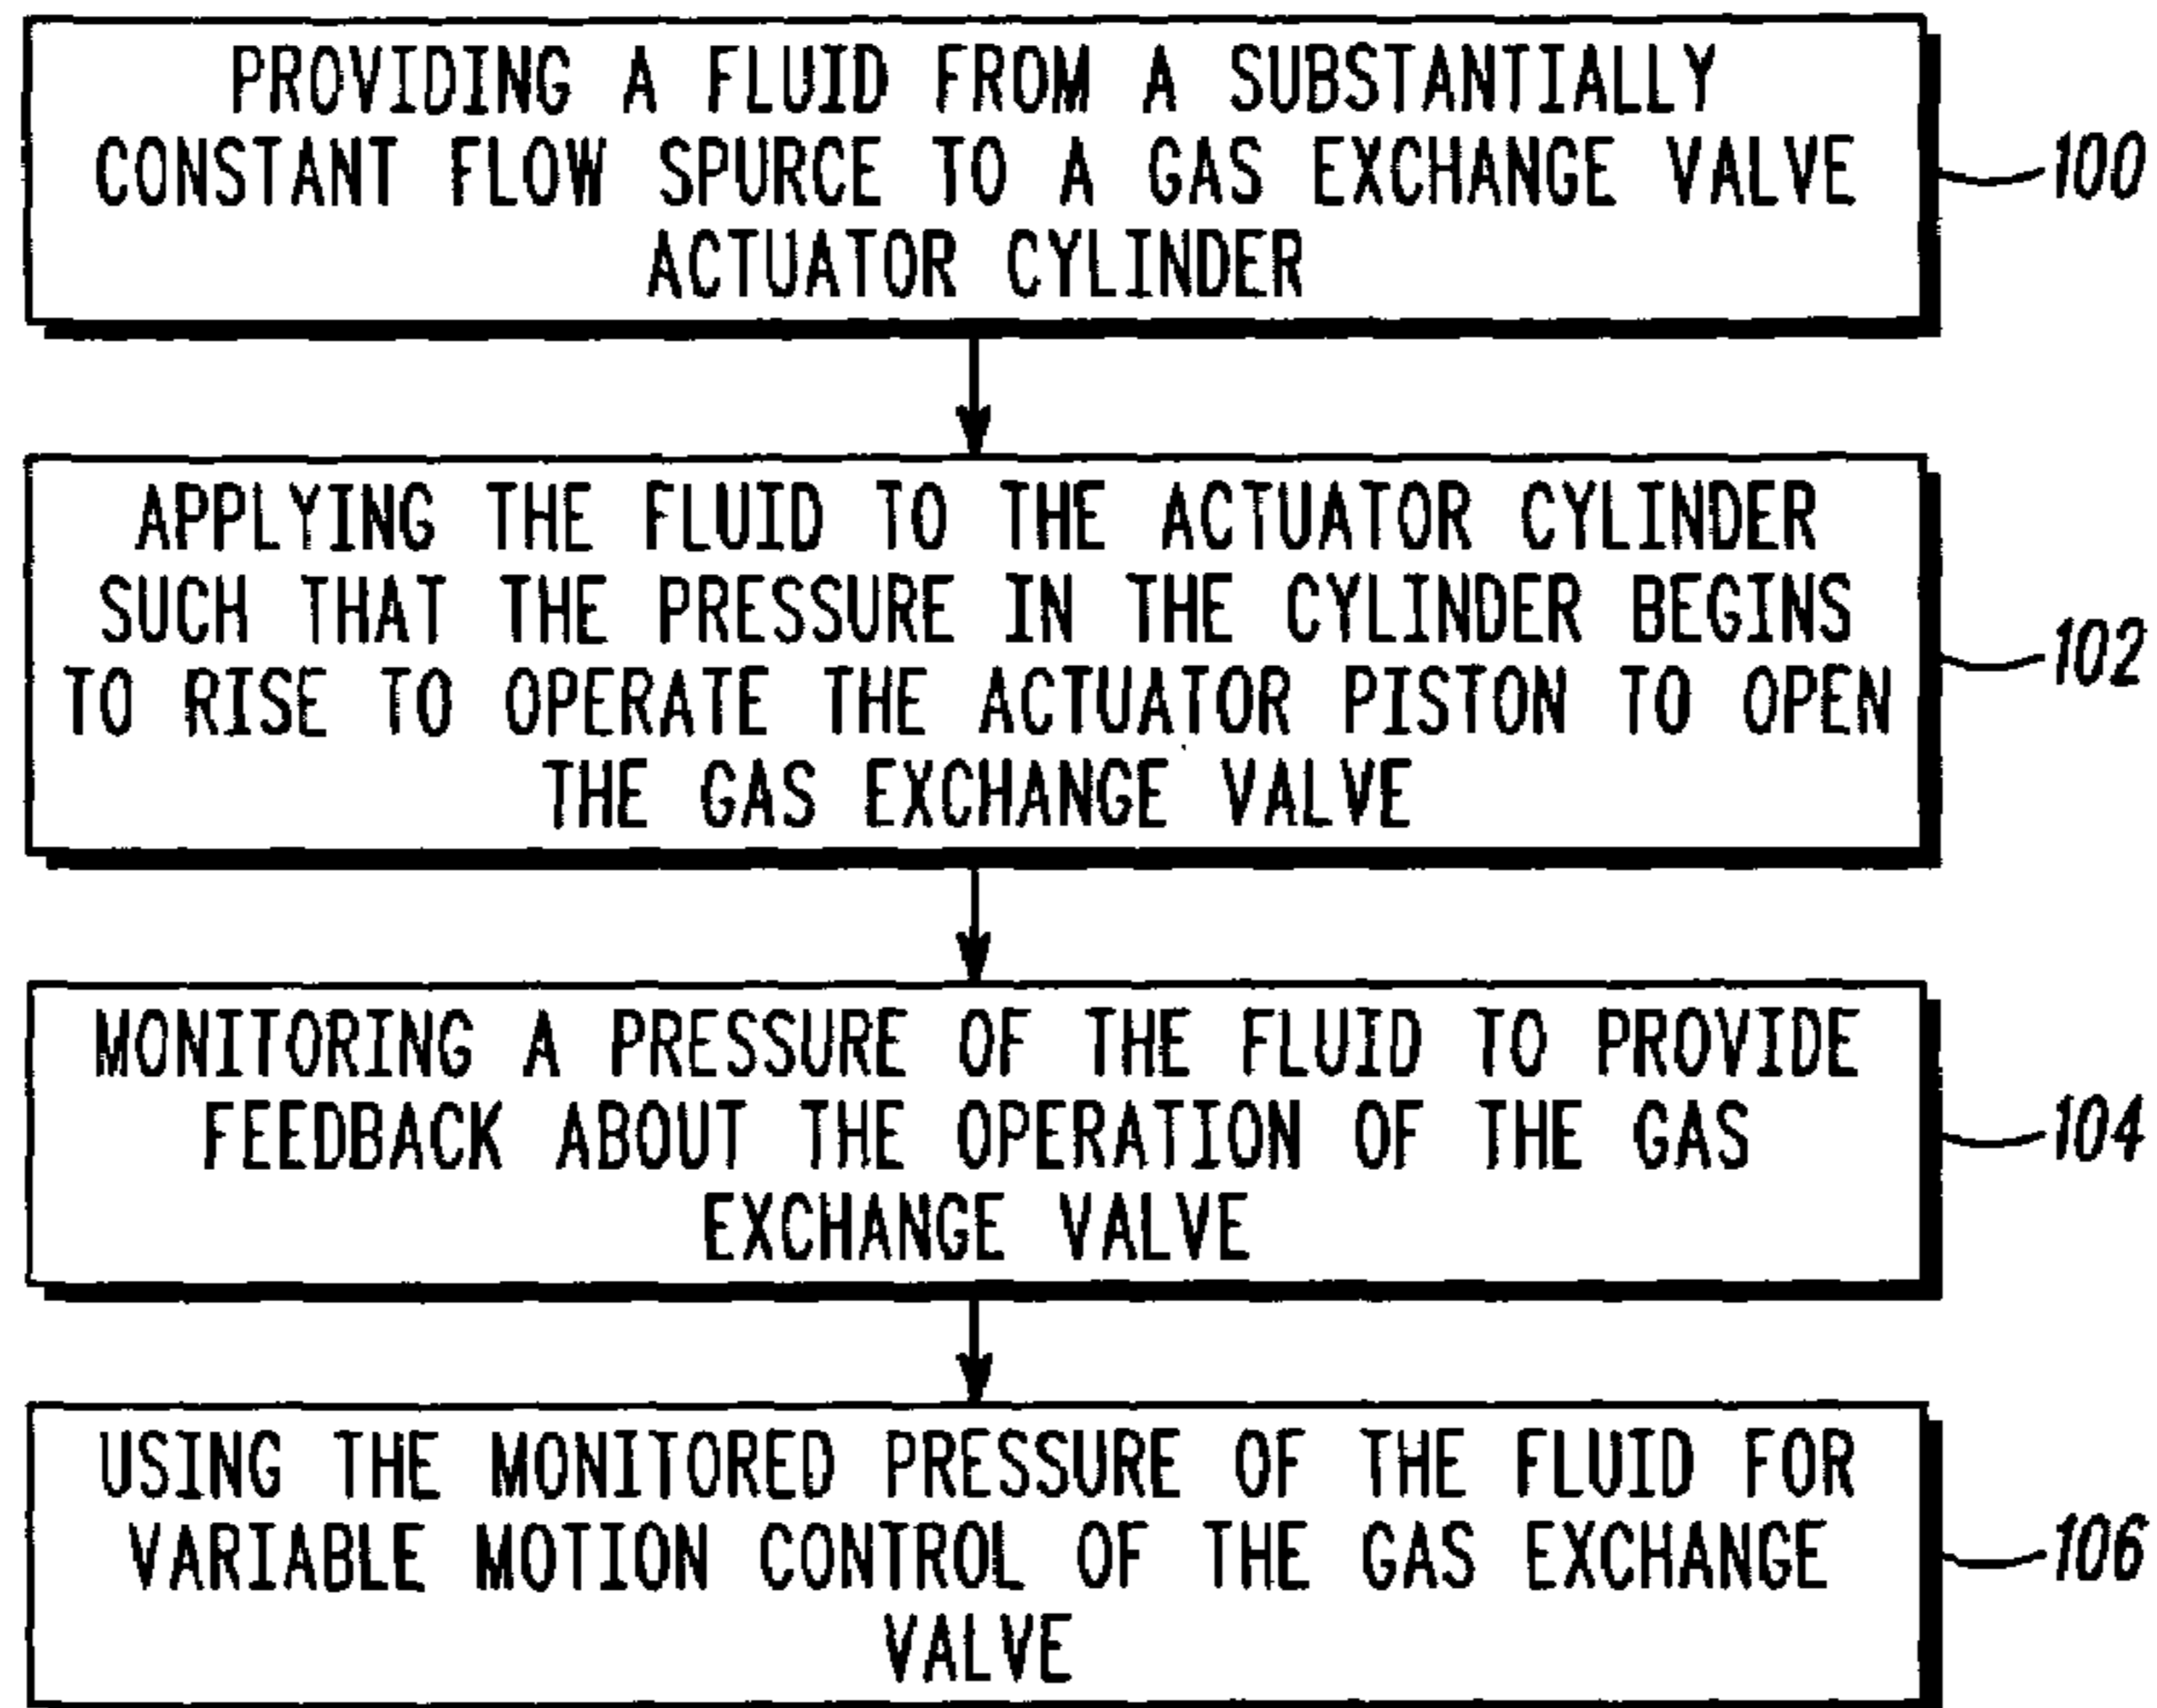 PROVIDING A FLUID FROM A SUBSTANTIALLY
CONSTANT FLOW SPURCE TO A GAS EXCHANGE VALVE
ACTUATOR CYLINDER
100
APPLYING THE FLUID TO THE ACTUATOR CYLINDER
SUCH THAT THE PRESSURE IN THE CYLINDER BEGINS
TO RISE TO OPERATE THE ACTUATOR PISTON TO OPEN
THE GAS EXCHANGE VALVE
102
MONITORING A PRESSURE OF THE FLUID TO PROVIDE
FEEDBACK ABOUT THE OPERATION OF THE GAS
EXCHANGE VALVE
104
USING THE MONITORED PRESSURE OF THE FLUID FOR
VARIABLE MOTION CONTROL OF THE GAS EXCHANGE
VALVE
106